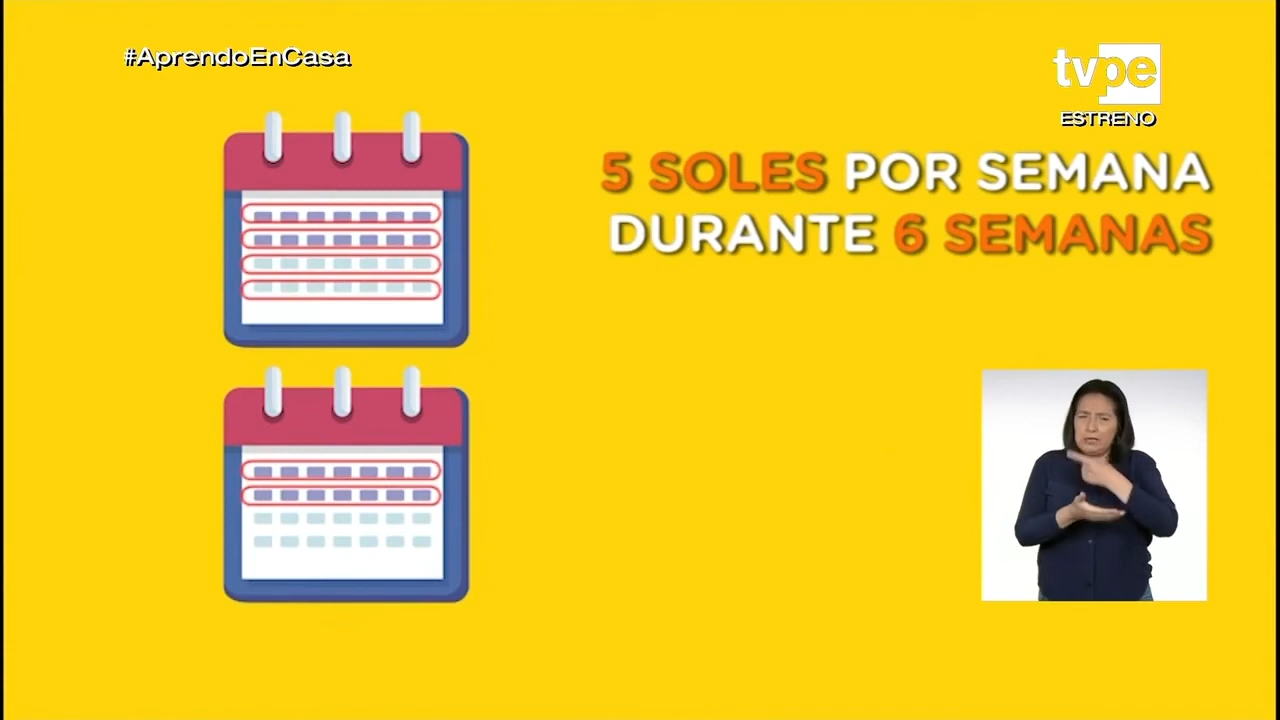 #AprendoEnCasa
tvpe
ESTRENO
5 SOLES POR SEMANA
DURANTE 6 SEMANAS